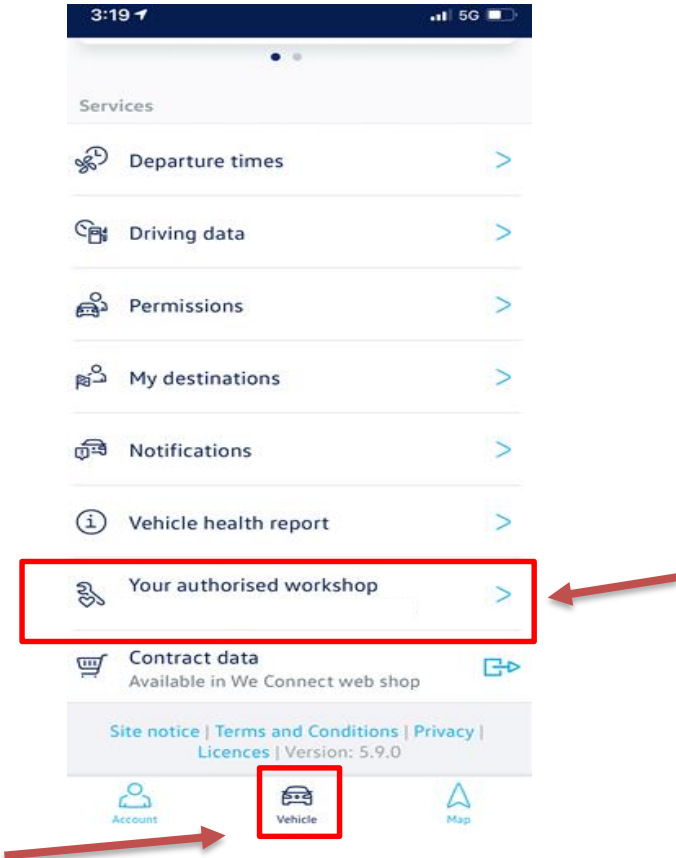 3:19 5G
Services
Departure times
Driving data
Permissions
My destinations
Notifications
Vehicle health report
Your authorised workshop
Contract data
Available in We Connect web shop
Site notice | Terms and Conditions | Privacy |
Licences | Version: 5.9.0
Account Vehicle Map